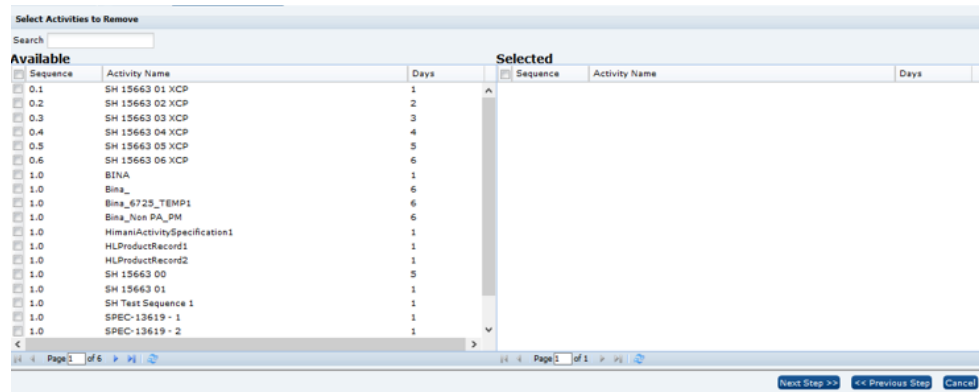 Select Activities to Remove
Search
Available Selected
Sequence Activity Name Days Sequence Activity Name Days
0.1 SH 15663 01 XCP 1
0.2 SH 15663 02 XCP 2
0.3 SH 15663 03 XCP 3
0.4 SH 15663 04 XCP 4
0.5 SH 15663 05 XCP 5
0.6 SH 15663 06 XCP 6
1.0 BINA 1
1.0 Bina_ 6
1.0 Bina_6725_TEMP1 6
1.0 Bina_Non PA_PM 6
1.0 HimaniActivitySpecification1 1
1.0 HLProductRecord1 1
1.0 HLProductRecord2 1
1.0 SH 15663 00 5
1.0 SH 15663 01 1
1.0 SH Test Sequence 1 1
1.0 SPEC-13619 - 1 1
1.0 SPEC-13619 - 2 1
Page 1 of 6 Page 1 of 1
Next Step >> << Previous Step Cancel